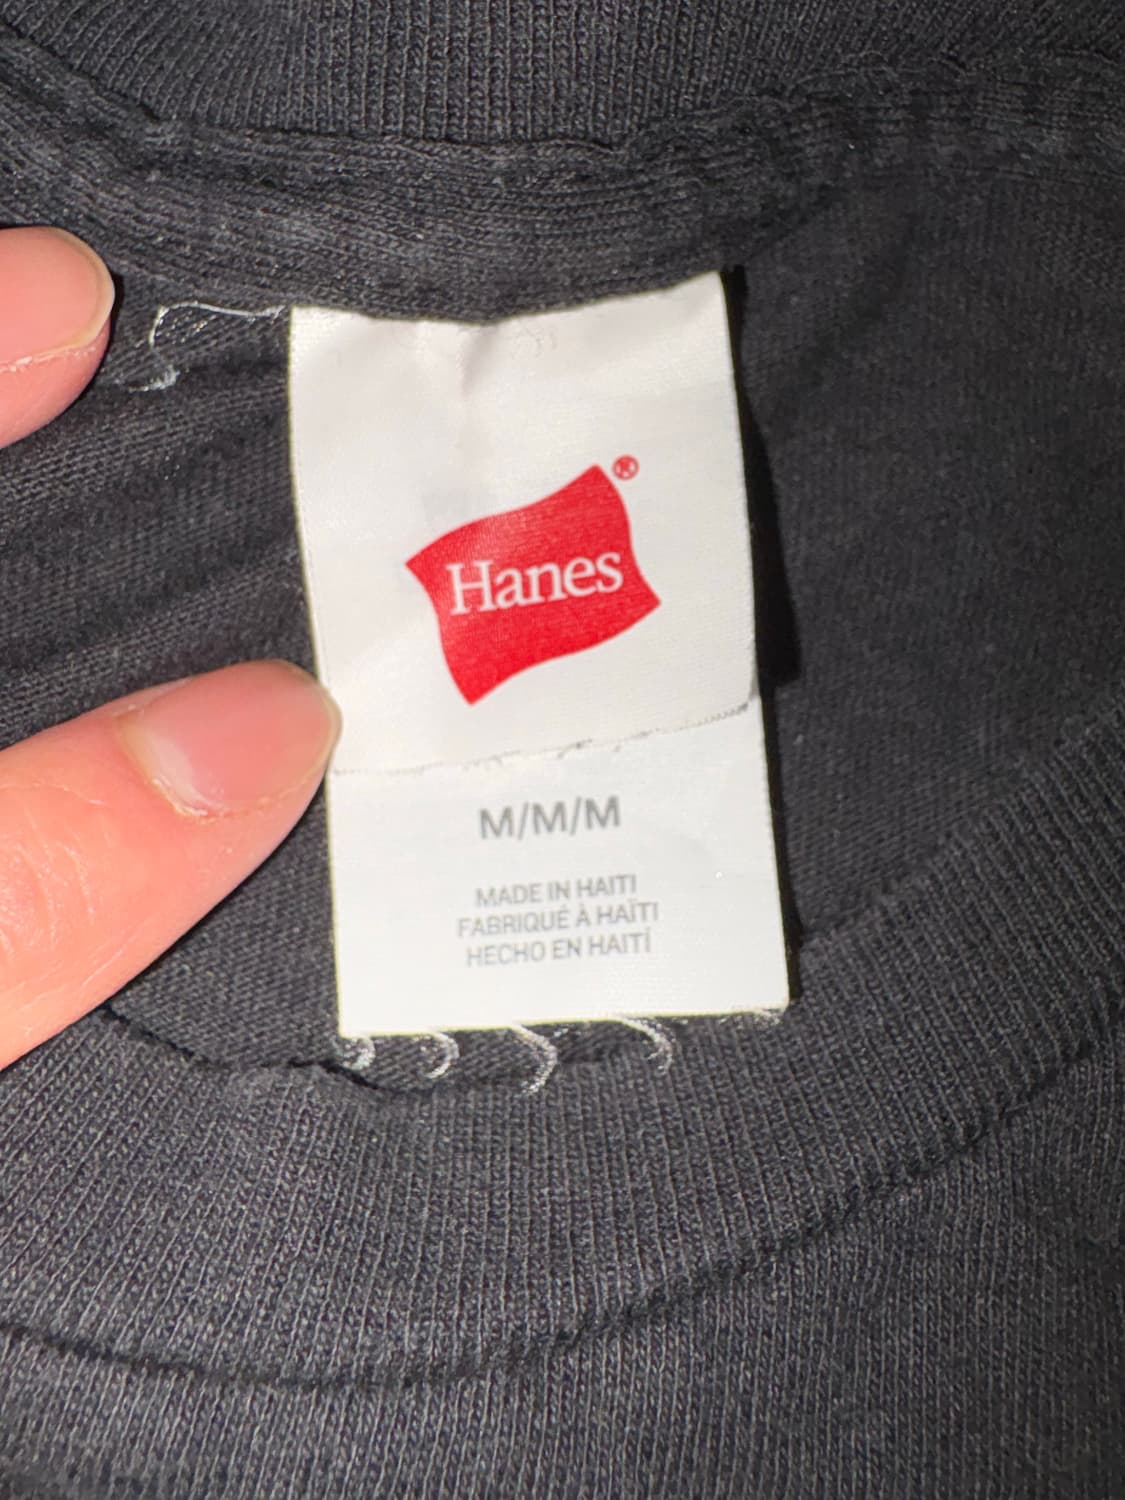 Hanes®
M/M/M
MADE IN HAITI
FABRIQUÉ À HAÏTI
HECHO EN HAITÍ